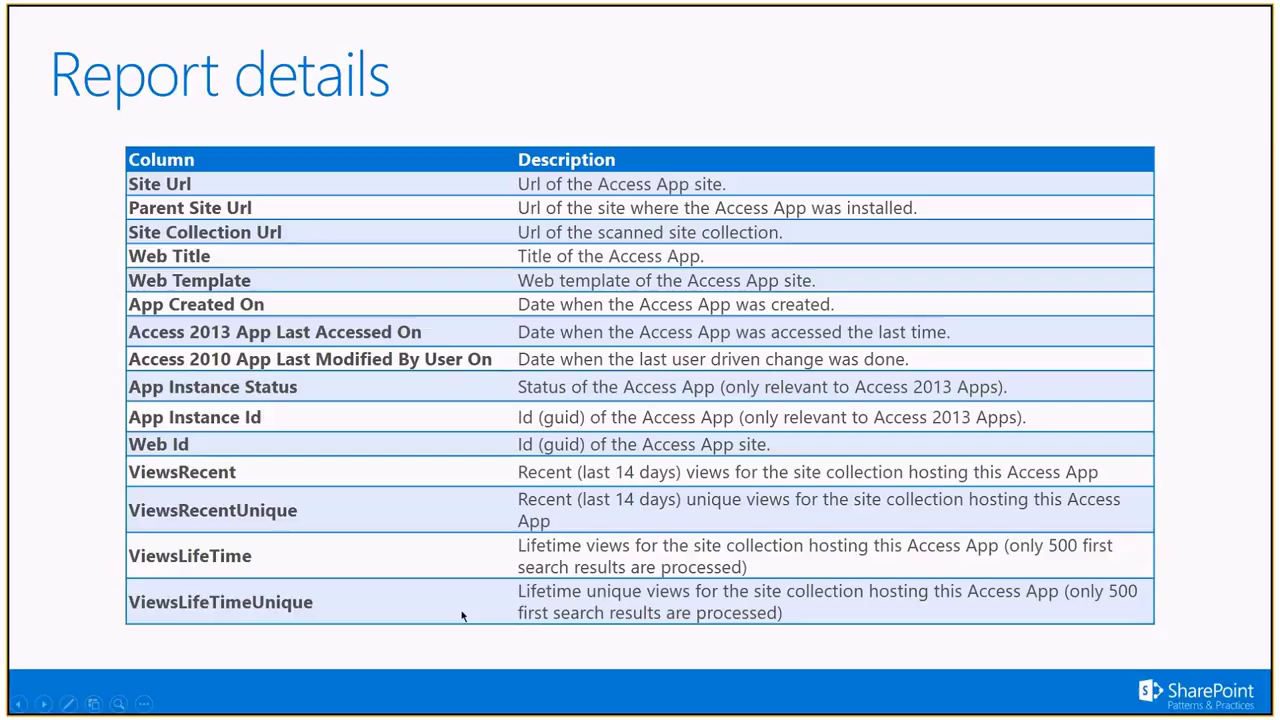 Report details
Column Description
Site Url Url of the Access App site.
Parent Site Url Url of the site where the Access App was installed.
Site Collection Url Url of the scanned site collection.
Web Title Title of the Access App.
Web Template Web template of the Access App site.
App Created On Date when the Access App was created.
Access 2013 App Last Accessed On Date when the Access App was accessed the last time.
Access 2010 App Last Modified By User On Date when the last user driven change was done.
App Instance Status Status of the Access App (only relevant to Access 2013 Apps).
App Instance Id Id (guid) of the Access App (only relevant to Access 2013 Apps).
Web Id Id (guid) of the Access App site.
ViewsRecent Recent (last 14 days) views for the site collection hosting this Access App
ViewsRecentUnique Recent (last 14 days) unique views for the site collection hosting this Access
App
ViewsLifeTime Lifetime views for the site collection hosting this Access App (only 500 first
search results are processed)
ViewsLifeTimeUnique Lifetime unique views for the site collection hosting this Access App (only 500
first search results are processed)
S SharePoint
Patterns & Practices